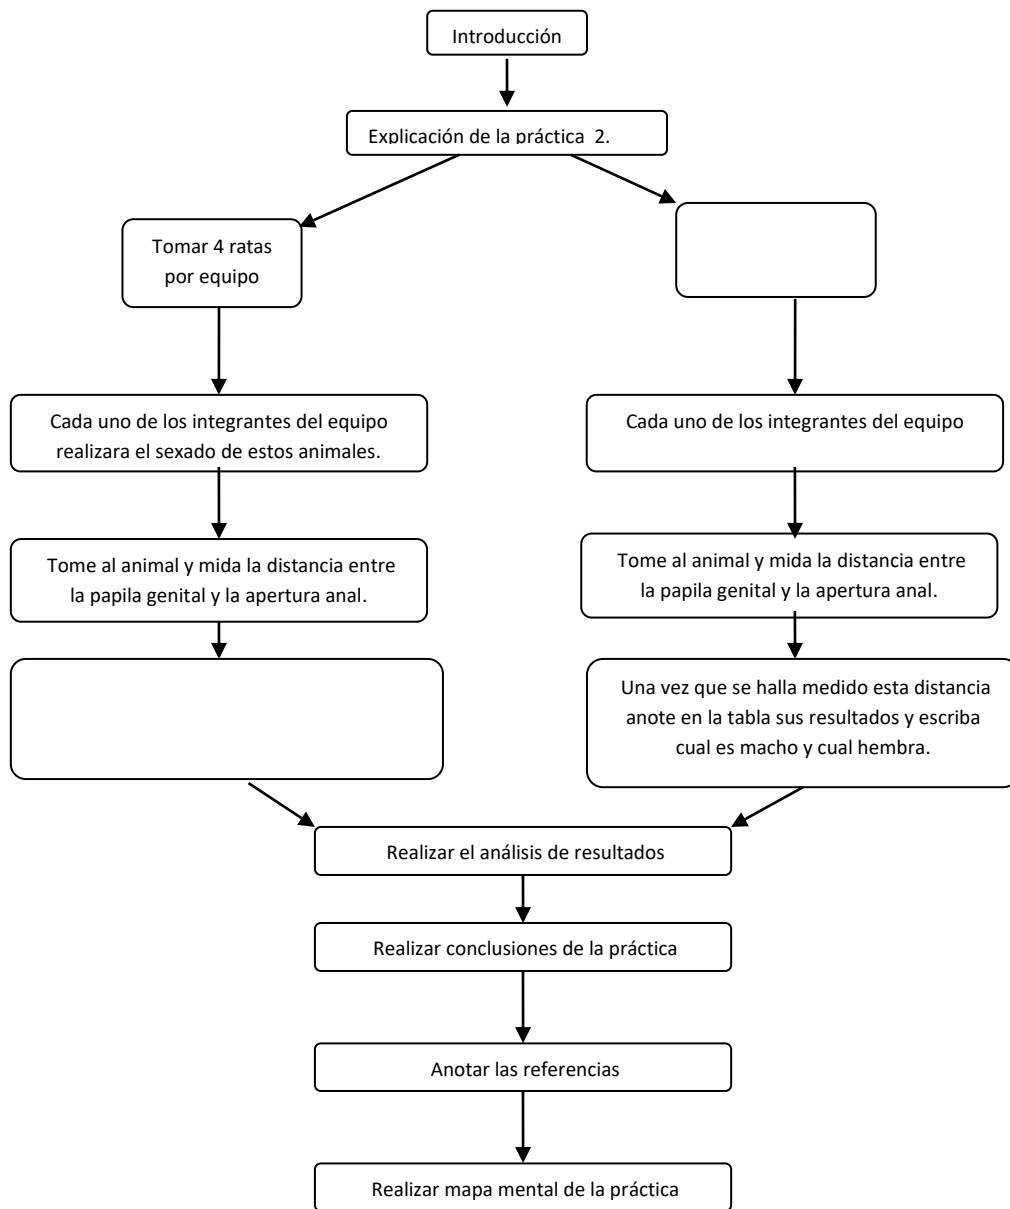 Introducción
Explicación de la práctica 2.
Tomar 4 ratas
por equipo
Cada uno de los integrantes del equipo
realizara el sexado de estos animales.
Cada uno de los integrantes del equipo
Tome al animal y mida la distancia entre
la papila genital y la apertura anal.
Tome al animal y mida la distancia entre
la papila genital y la apertura anal.
Una vez que se halla medido esta distancia
anote en la tabla sus resultados y escriba
cual es macho y cual hembra.
Realizar el análisis de resultados
Realizar conclusiones de la práctica
Anotar las referencias
Realizar mapa mental de la práctica